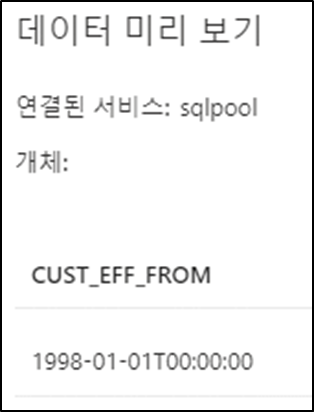 데이터 미리 보기
연결된 서비스: sqlpool
개체:
CUST_EFF_FROM
1998-01-01T00:00:00